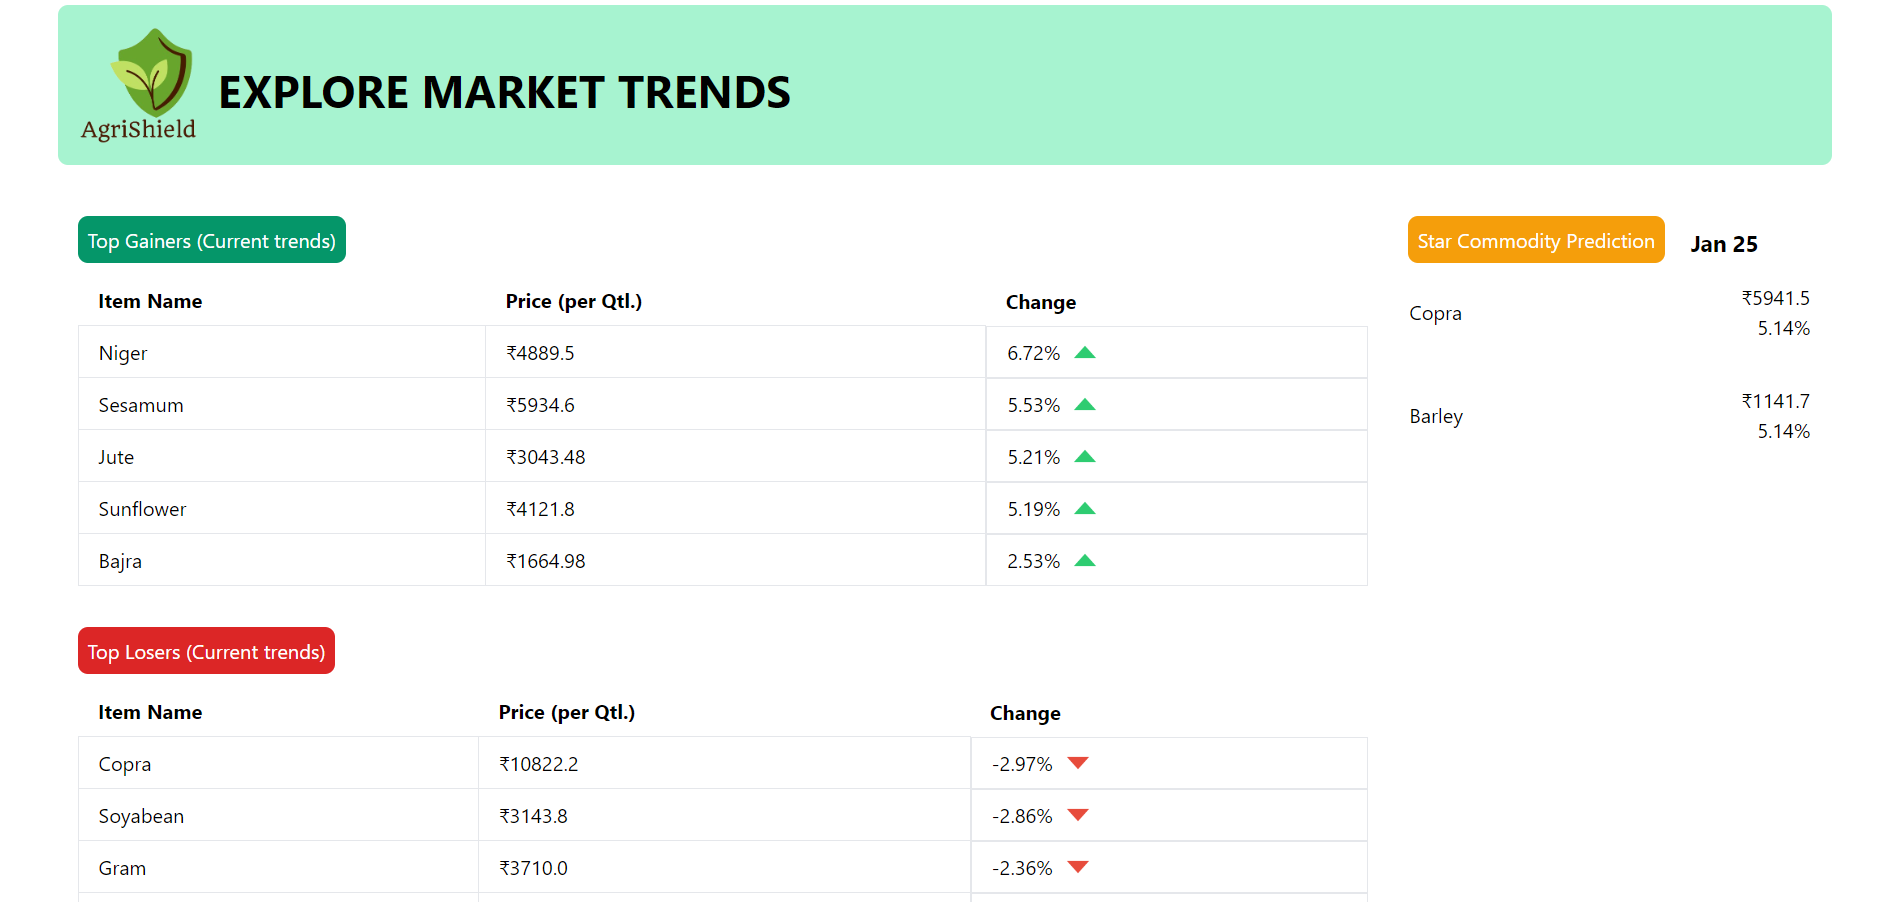 AgriShield
EXPLORE MARKET TRENDS
Top Gainers (Current trends)
Item Name Price (per Qtl.) Change
Niger ₹4889.5 6.72%
Sesamum ₹5934.6 5.53%
Jute ₹3043.48 5.21%
Sunflower ₹4121.8 5.19%
Bajra ₹1664.98 2.53%
Top Losers (Current trends)
Item Name Price (per Qtl.) Change
Copra ₹10822.2 -2.97%
Soyabean ₹3143.8 -2.86%
Gram ₹3710.0 -2.36%
Star Commodity Prediction Jan 25
Copra ₹5941.5
5.14%
Barley ₹1141.7
5.14%